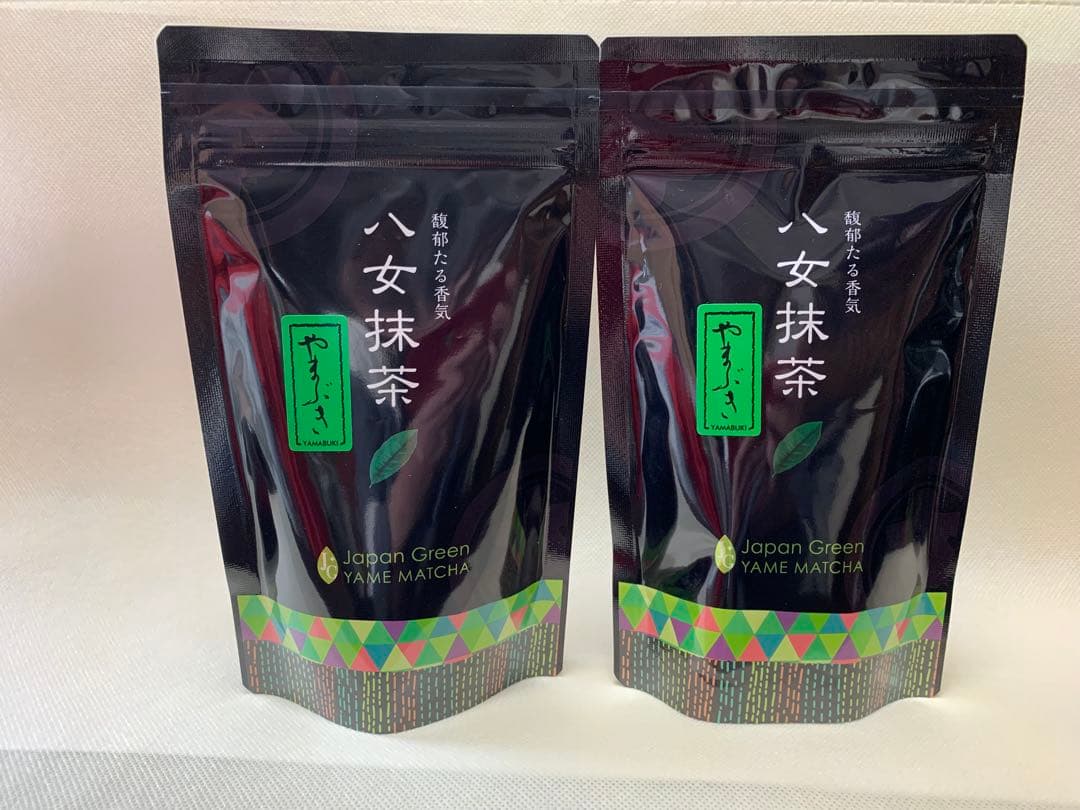 馥郁たる香気
八女抹茶
やまぶき
YAMABUKI
J.G
Japan Green
YAME MATCHA
馥郁たる香気
八女抹茶
やまぶき
YAMABUKI
J.G
Japan Green
YAME MATCHA